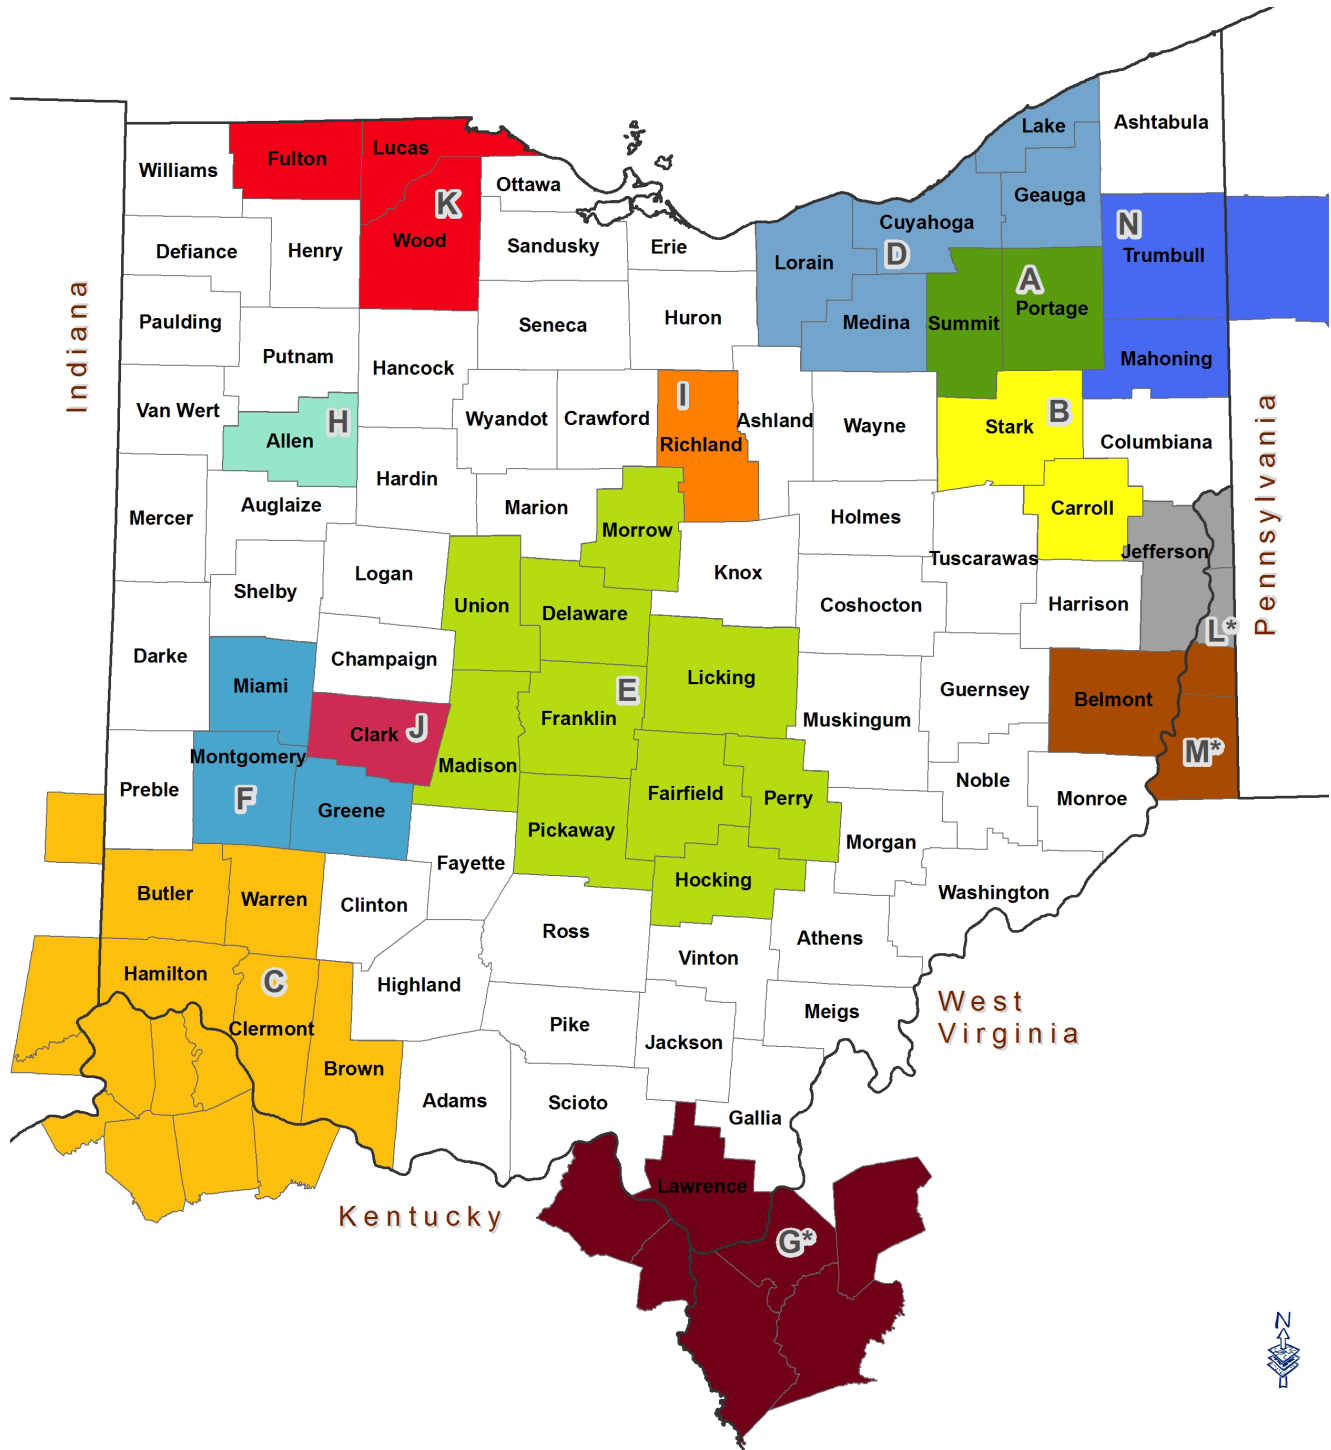 Ashtabula
Lake
Lucas
Fulton
Williams
Ottawa
Geauga
K
Cuyahoga
N
Wood
Sandusky
Erie
Defiance
Henry
D
Trumbull
Lorain
A
Portage
Paulding
Seneca
Huron
Medina
Summit
Indiana
Putnam
Hancock
Mahoning
I
Van Wert
H
Wyandot
Crawford
Ashland
Wayne
Stark
B
Allen
Richland
Columbiana
Pennsylvania
Hardin
Auglaize
Marion
Carroll
Mercer
Holmes
Morrow
Jefferson
Tuscarawas
Logan
Knox
Shelby
Union
Delaware
Coshocton
Harrison
L*
Darke
Champaign
Licking
Miami
E
Guernsey
Belmont
Franklin
Muskingum
Clark
J
Montgomery
M*
Madison
Preble
F
Fairfield
Perry
Noble
Monroe
Greene
Pickaway
Morgan
Fayette
Hocking
Butler
Warren
Washington
Clinton
Ross
Athens
Vinton
Hamilton
C
Highland
West
Virginia
Meigs
Clermont
Pike
Jackson
Brown
Adams
Scioto
Gallia
Lawrence
Kentucky
G*
N